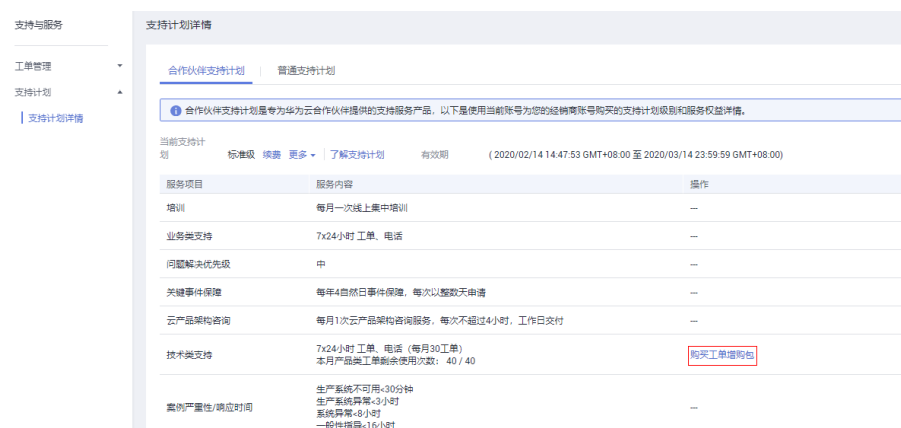 支持与服务
支持计划详情
工单管理
支持计划
支持计划详情
合作伙伴支持计划
普通支持计划
合作伙伴支持计划是专为华为云合作伙伴提供的支持服务产品，以下是使用当前账号为您的经销商账号购买的支持计划级别和服务权益详情。
当前支持计
划 标准级 续费 更多 了解支持计划 有效期 ( 2020/02/14 14:47:53 GMT+08:00 至 2020/03/14 23:59:59 GMT+08:00)
服务项目 服务内容 操作
培训 每月一次线上集中培训 --
业务类支持 7x24小时 工单、电话 --
问题解决优先级 中 --
关键事件保障 每年4自然日事件保障，每次以整数天申请 --
云产品架构咨询 每月1次云产品架构咨询服务，每次不超过4小时，工作日交付 --
技术类支持 7x24小时 工单、电话（每月30工单） 购买工单增购包
本月产品类工单剩余使用次数： 40 / 40
生产系统不可用<30分钟
生产系统异常<3小时
案例严重性/响应时间 系统异常<8小时 --
一般性指导<16小时